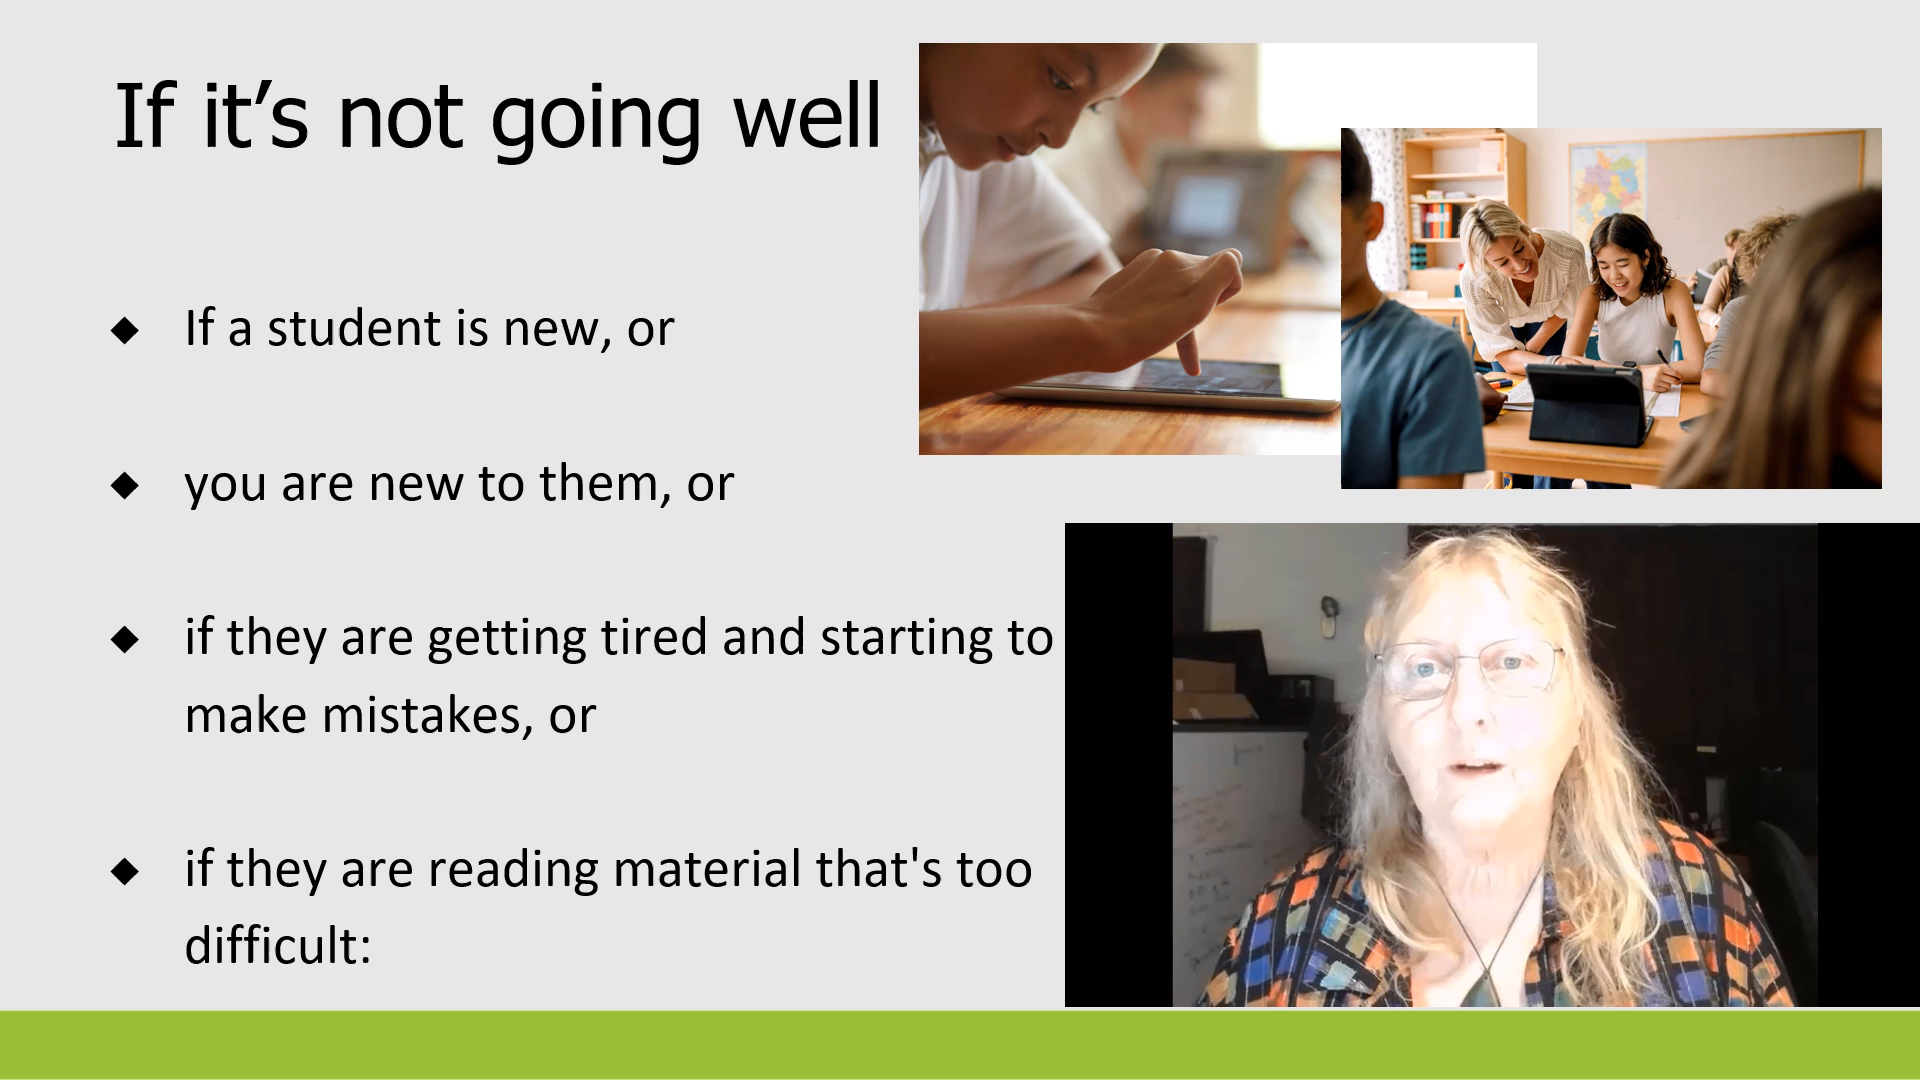 If it’s not going well
◆ If a student is new, or
◆ you are new to them, or
◆ if they are getting tired and starting to
make mistakes, or
◆ if they are reading material that's too
difficult: